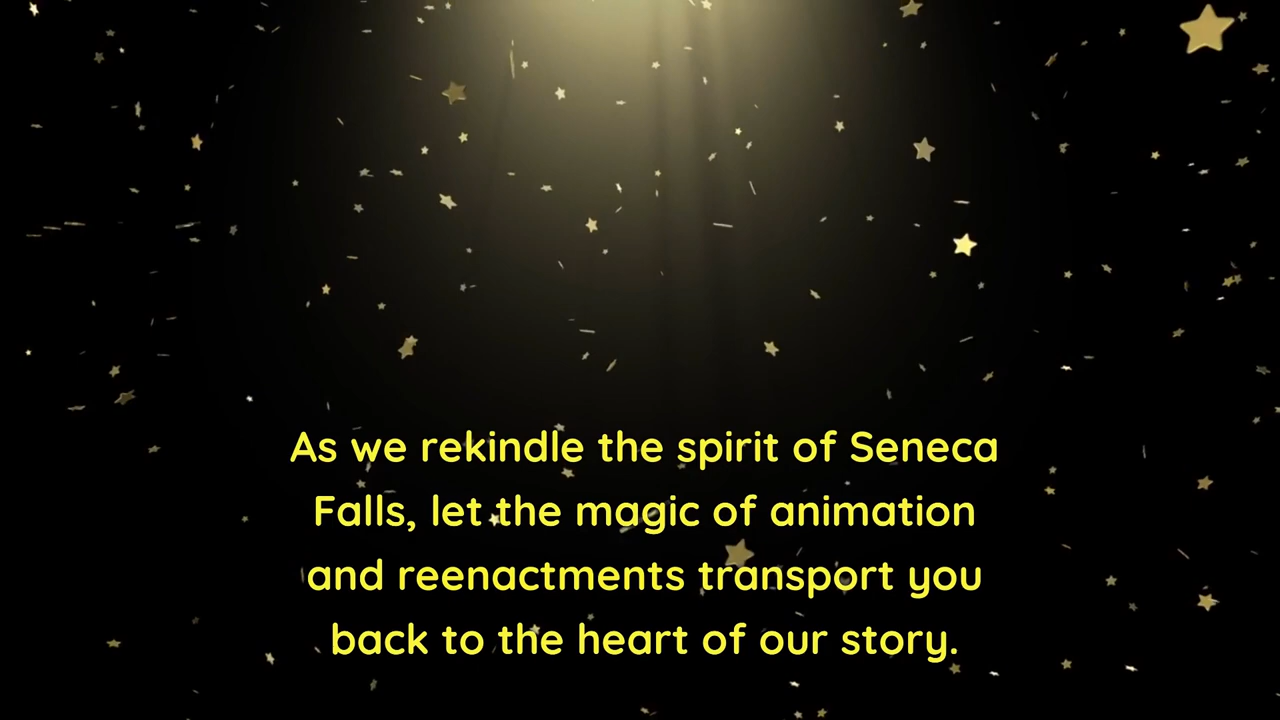 As we rekindle the spirit of Seneca
Falls, let the magic of animation
and reenactments transport you
back to the heart of our story.